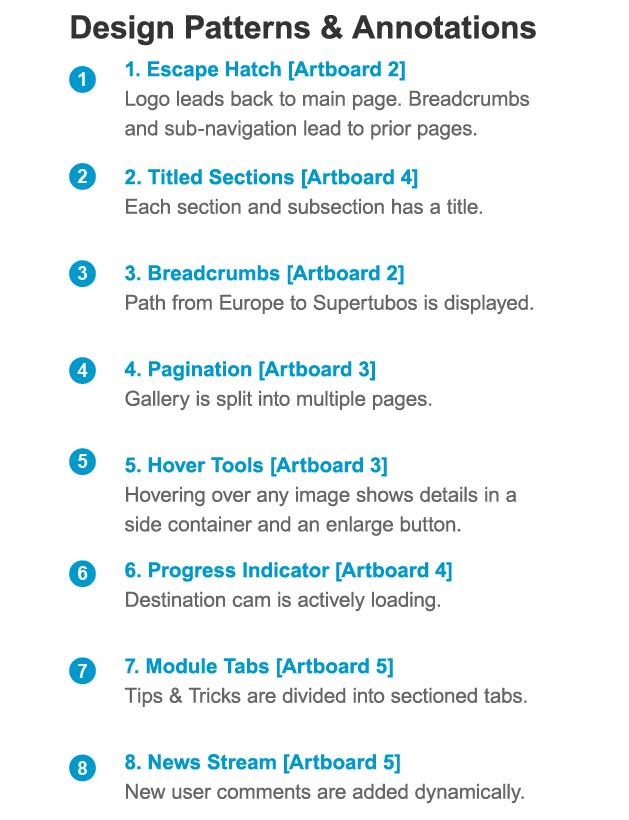 Design Patterns & Annotations
1
1. Escape Hatch [Artboard 2]
Logo leads back to main page. Breadcrumbs
and sub-navigation lead to prior pages.
2
2. Titled Sections [Artboard 4]
Each section and subsection has a title.
3
3. Breadcrumbs [Artboard 2]
Path from Europe to Supertubos is displayed.
4
4. Pagination [Artboard 3]
Gallery is split into multiple pages.
5
5. Hover Tools [Artboard 3]
Hovering over any image shows details in a
side container and an enlarge button.
6
6. Progress Indicator [Artboard 4]
Destination cam is actively loading.
7
7. Module Tabs [Artboard 5]
Tips & Tricks are divided into sectioned tabs.
8
8. News Stream [Artboard 5]
New user comments are added dynamically.